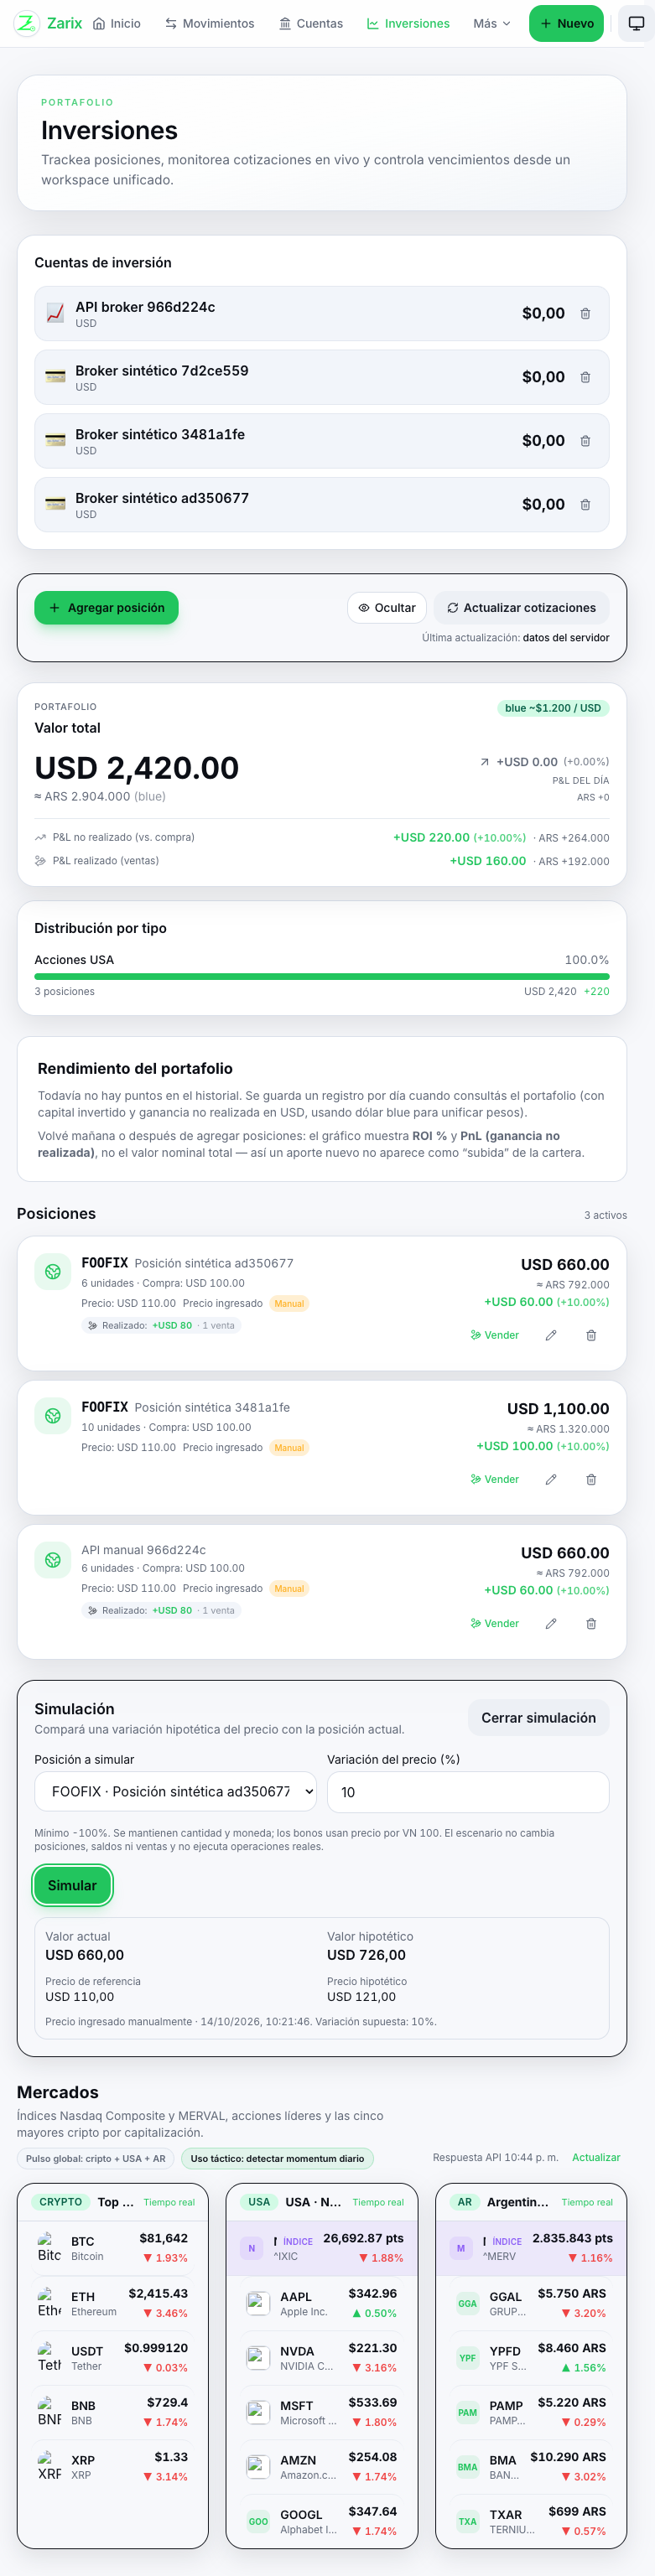 Zarix Inicio Movimientos Cuentas Inversiones Más Nuevo
PORTAFOLIO
Inversiones
Trackea posiciones, monitorea cotizaciones en vivo y controla vencimientos desde un
workspace unificado.
Cuentas de inversión
API broker 966d224c
USD
$0,00
Broker sintético 7d2ce559
USD
$0,00
Broker sintético 3481a1fe
USD
$0,00
Broker sintético ad350677
USD
$0,00
Agregar posición Ocultar Actualizar cotizaciones
Última actualización: datos del servidor
PORTAFOLIO
Valor total
blue ~$1.200 / USD
USD 2,420.00
≈ ARS 2.904.000 (blue)
+USD 0.00 (+0.00%)
P&L DEL DÍA
ARS +0
P&L no realizado (vs. compra) +USD 220.00 (+10.00%) · ARS +264.000
P&L realizado (ventas) +USD 160.00 · ARS +192.000
Distribución por tipo
Acciones USA 100.0%
3 posiciones USD 2,420 +220
Rendimiento del portafolio
Todavía no hay puntos en el historial. Se guarda un registro por día cuando consultás el portafolio (con
capital invertido y ganancia no realizada en USD, usando dólar blue para unificar pesos).
Volvé mañana o después de agregar posiciones: el gráfico muestra ROI % y PnL (ganancia no
realizada), no el valor nominal total — así un aporte nuevo no aparece como “subida” de la cartera.
Posiciones 3 activos
FOOFIX Posición sintética ad350677
6 unidades · Compra: USD 100.00
Precio: USD 110.00 Precio ingresado Manual
Realizado: +USD 80 · 1 venta
USD 660.00
≈ ARS 792.000
+USD 60.00 (+10.00%)
Vender
FOOFIX Posición sintética 3481a1fe
10 unidades · Compra: USD 100.00
Precio: USD 110.00 Precio ingresado Manual
USD 1,100.00
≈ ARS 1.320.000
+USD 100.00 (+10.00%)
Vender
API manual 966d224c
6 unidades · Compra: USD 100.00
Precio: USD 110.00 Precio ingresado Manual
Realizado: +USD 80 · 1 venta
USD 660.00
≈ ARS 792.000
+USD 60.00 (+10.00%)
Vender
Simulación
Compará una variación hipotética del precio con la posición actual.
Cerrar simulación
Posición a simular Variación del precio (%)
FOOFIX · Posición sintética ad350677 10
Mínimo -100%. Se mantienen cantidad y moneda; los bonos usan precio por VN 100. El escenario no cambia
posiciones, saldos ni ventas y no ejecuta operaciones reales.
Simular
Valor actual Valor hipotético
USD 660,00 USD 726,00
Precio de referencia Precio hipotético
USD 110,00 USD 121,00
Precio ingresado manualmente · 14/10/2026, 10:21:46. Variación supuesta: 10%.
Mercados
Índices Nasdaq Composite y MERVAL, acciones líderes y las cinco
mayores cripto por capitalización.
Pulso global: cripto + USA + AR Uso táctico: detectar momentum diario
Respuesta API 10:44 p. m. Actualizar
CRYPTO Top ... Tiempo real
Bitc BTC $81,642
Bitcoin ▼ 1.93%
Ethe ETH $2,415.43
Ethereum ▼ 3.46%
Teth USDT $0.999120
Tether ▼ 0.03%
BNB BNB $729.4
BNB ▼ 1.74%
XRP XRP $1.33
XRP ▼ 3.14%
USA USA · N... Tiempo real
N ÍNDICE 26,692.87 pts
^IXIC ▼ 1.88%
AAPL $342.96
Apple Inc. ▲ 0.50%
NVDA $221.30
NVIDIA C... ▼ 3.16%
MSFT $533.69
Microsoft ... ▼ 1.80%
AMZN $254.08
Amazon.c... ▼ 1.74%
GOO GOOGL $347.64
Alphabet I... ▼ 1.74%
AR Argentin... Tiempo real
M ÍNDICE 2.835.843 pts
^MERV ▼ 1.16%
GGA GGAL $5.750 ARS
GRUP... ▼ 3.20%
YPF YPFD $8.460 ARS
YPF S... ▲ 1.56%
PAM PAMP $5.220 ARS
PAMP... ▼ 0.29%
BMA BMA $10.290 ARS
BAN... ▼ 3.02%
TXA TXAR $699 ARS
TERNIU... ▼ 0.57%